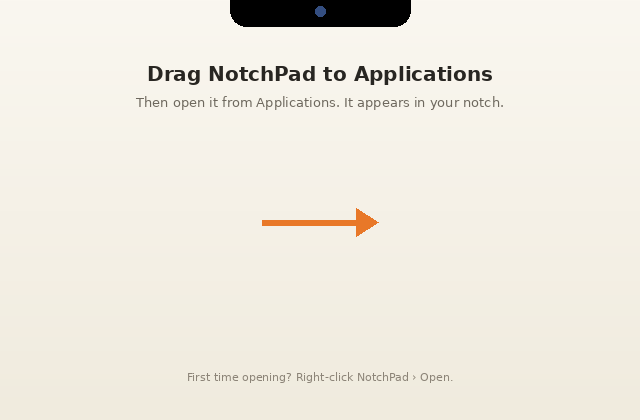 Drag NotchPad to Applications
Then open it from Applications. It appears in your notch.
First time opening? Right-click NotchPad › Open.